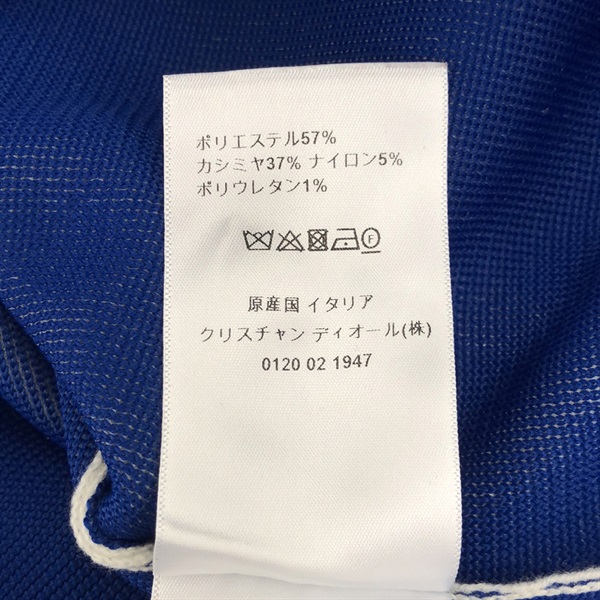 ポリエステル57%
カシミヤ37% ナイロン5%
ポリウレタン1%
F
原産国 イタリア
クリスチャン ディオール(株)
0120 02 1947